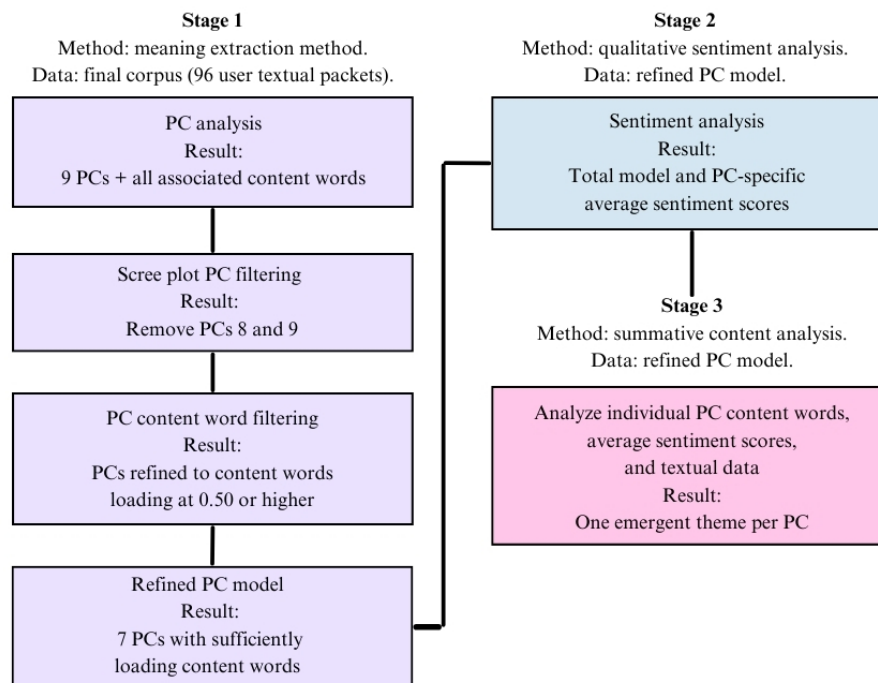 Stage 1
Method: meaning extraction method.
Data: final corpus (96 user textual packets).
PC analysis
Result:
9 PCs + all associated content words
Scree plot PC filtering
Result:
Remove PCs 8 and 9
PC content word filtering
Result:
PCs refined to content words
loading at 0.50 or higher
Refined PC model
Result:
7 PCs with sufficiently
loading content words
Stage 2
Method: qualitative sentiment analysis.
Data: refined PC model.
Sentiment analysis
Result:
Total model and PC-specific
average sentiment scores
Stage 3
Method: summative content analysis.
Data: refined PC model.
Analyze individual PC content words,
average sentiment scores,
and textual data
Result:
One emergent theme per PC